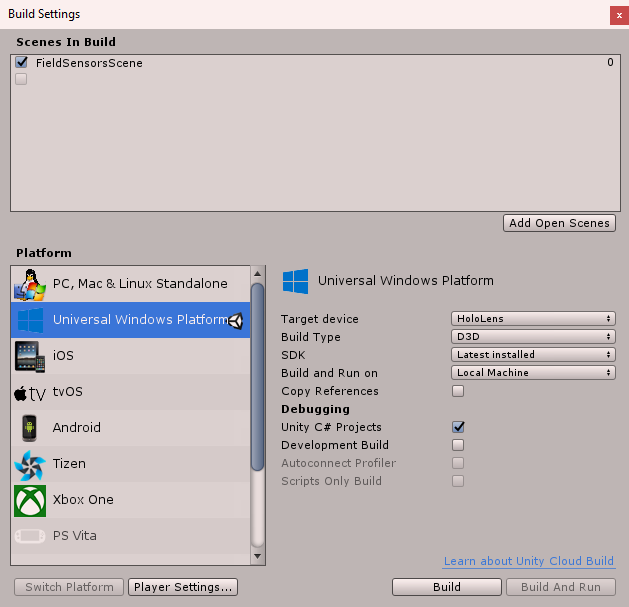 Build Settings
x
Scenes In Build
FieldSensorsScene 0
Add Open Scenes
Platform
PC, Mac & Linux Standalone
Universal Windows Platform
iOS
tv tvOS
Android
Tizen
Xbox One
PS Vita
Universal Windows Platform
Target device HoloLens
Build Type D3D
SDK Latest installed
Build and Run on Local Machine
Copy References
Debugging
Unity C# Projects
Development Build
Autoconnect Profiler
Scripts Only Build
Learn about Unity Cloud Build
Switch Platform Player Settings... Build Build And Run